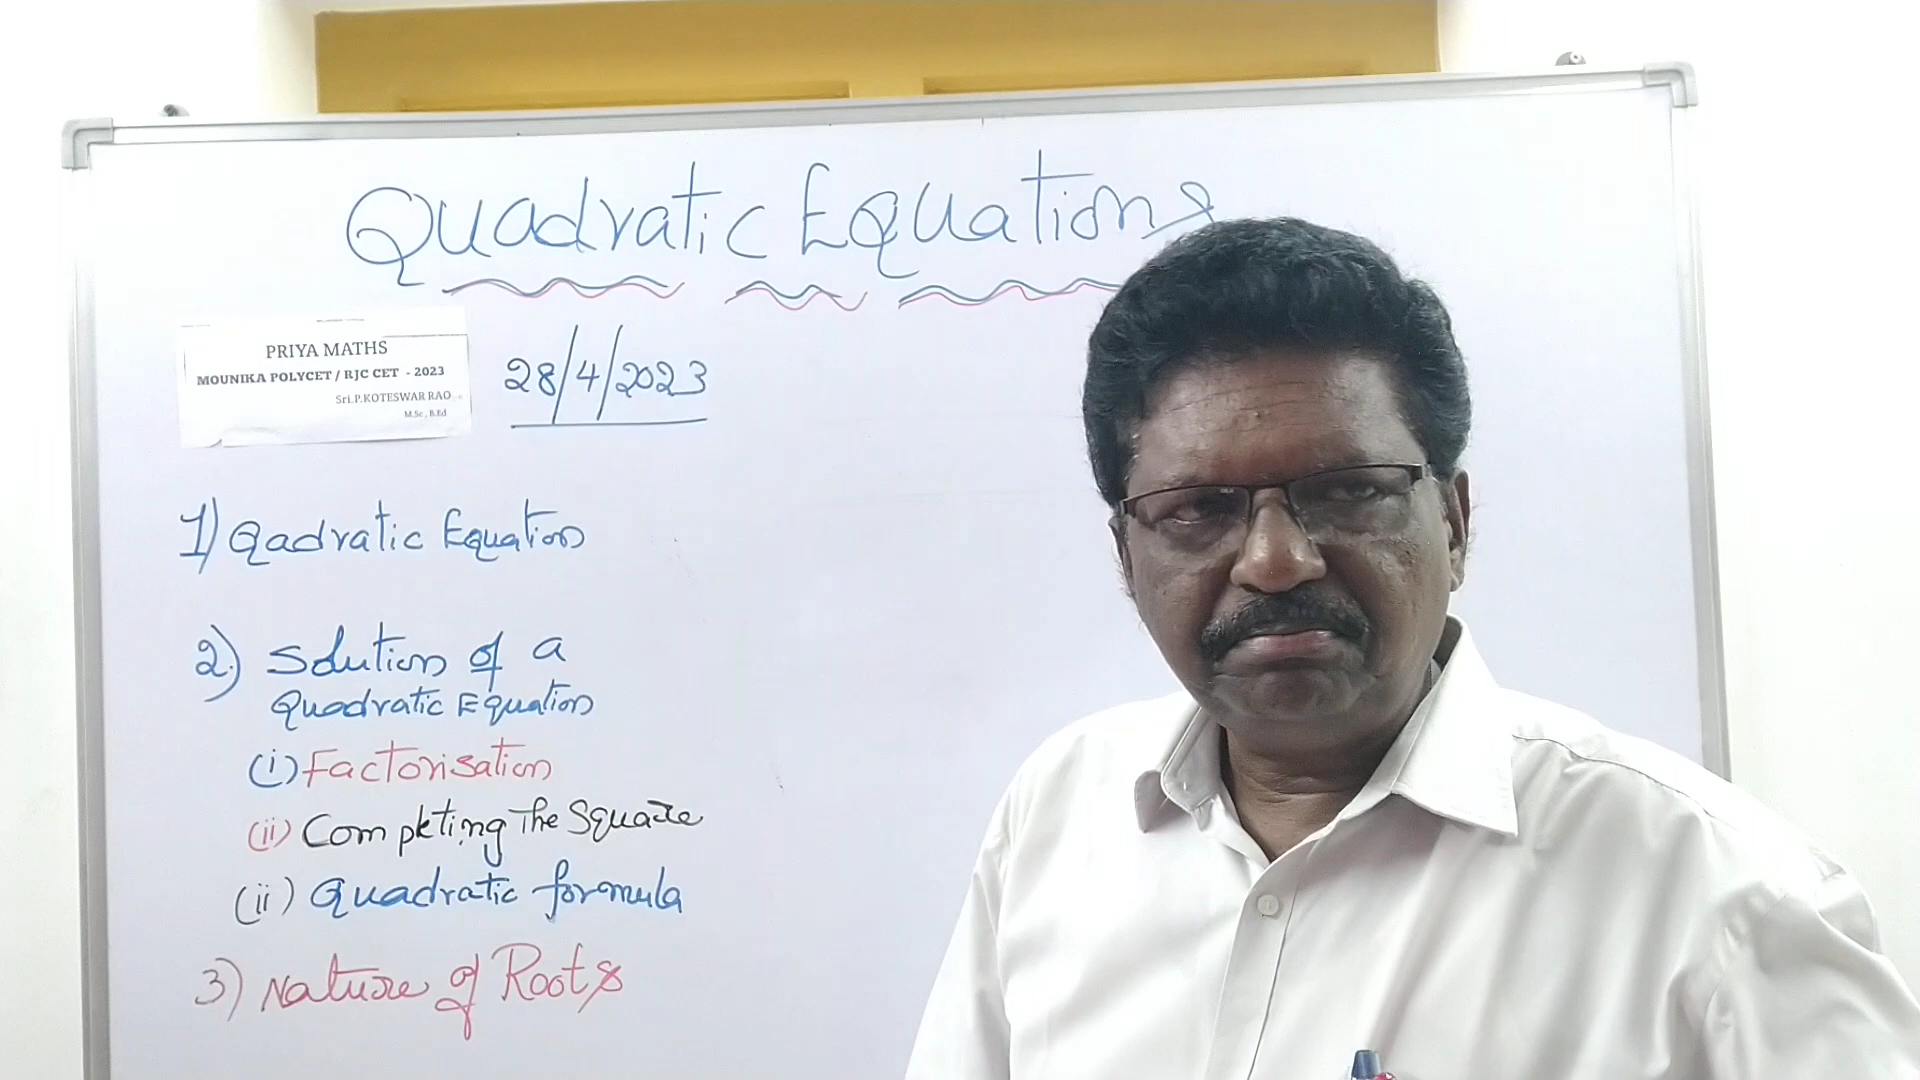 Quadratic Equations
PRIYA MATHS
MOUNIKA POLYCET / RJC CET - 2023
Sri.P.KOTESWAR RAO
M.Sc., B.Ed
28/4/2023
1) Qadratic Equation
2) Solution of a
Quadratic Equation
(i) Factorisation
(ii) Completing The Square
(ii) Quadratic formula
3) Nature of Roots